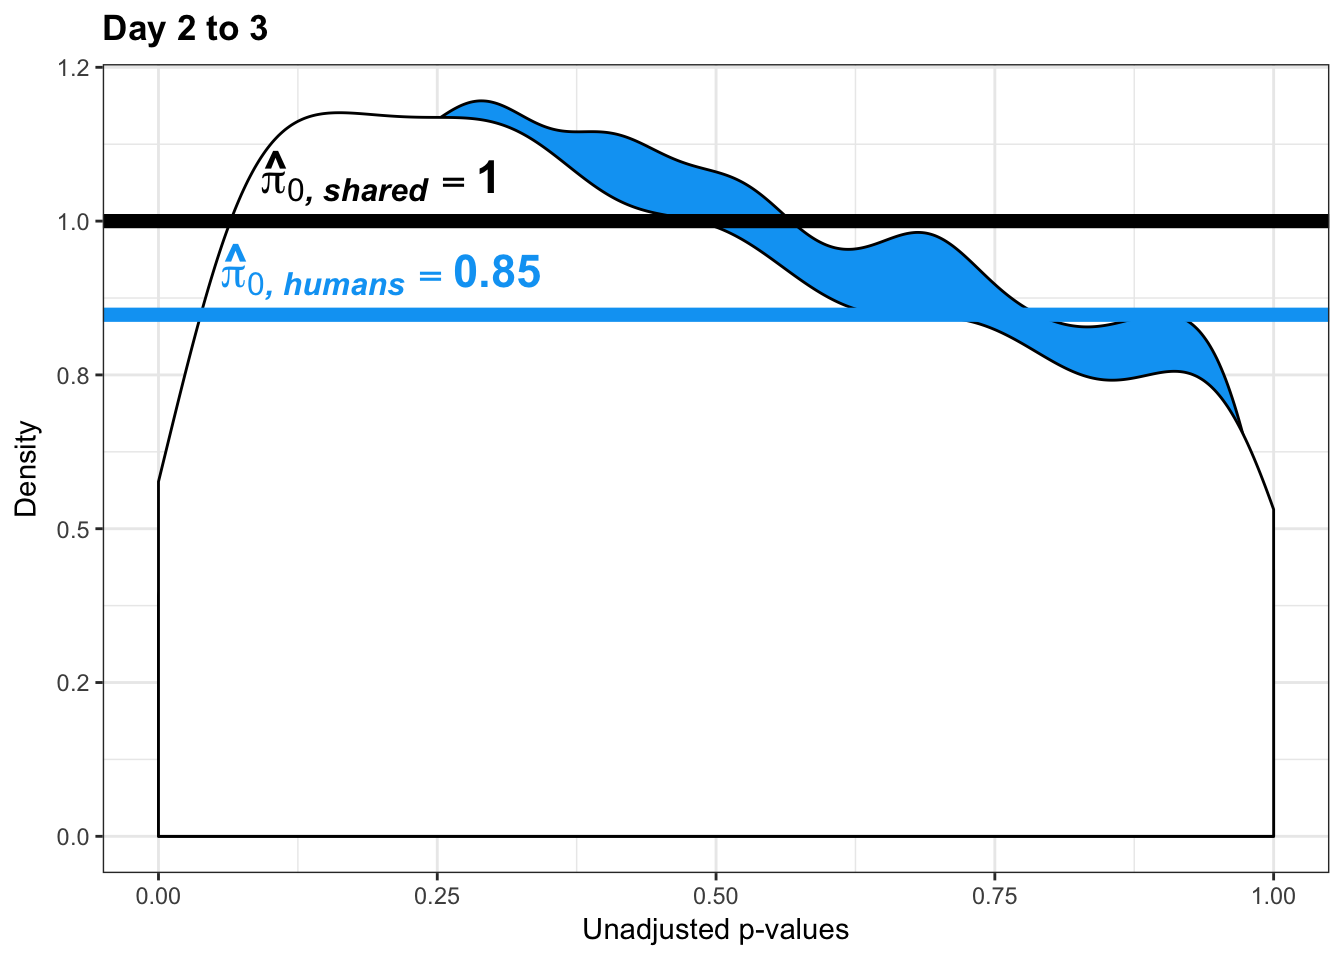 Day 2 to 3
1.2
1.0
0.8
0.5
0.2
0.0
Density
π̂0, shared = 1
π̂0, humans = 0.85
0.00 0.25 0.50 0.75 1.00
Unadjusted p-values